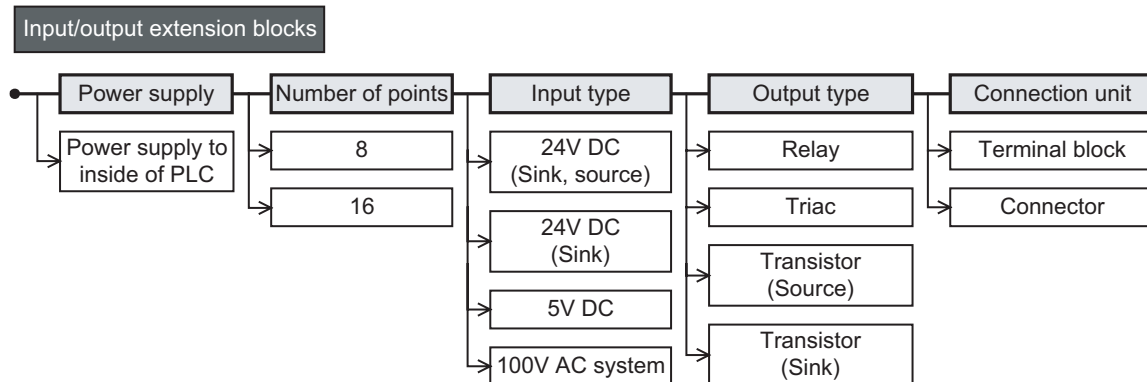 Input/output extension blocks
Power supply
Number of points
Input type
Output type
Connection unit
Power supply to
inside of PLC
8
16
24V DC
(Sink, source)
24V DC
(Sink)
5V DC
100V AC system
Relay
Triac
Transistor
(Source)
Transistor
(Sink)
Terminal block
Connector